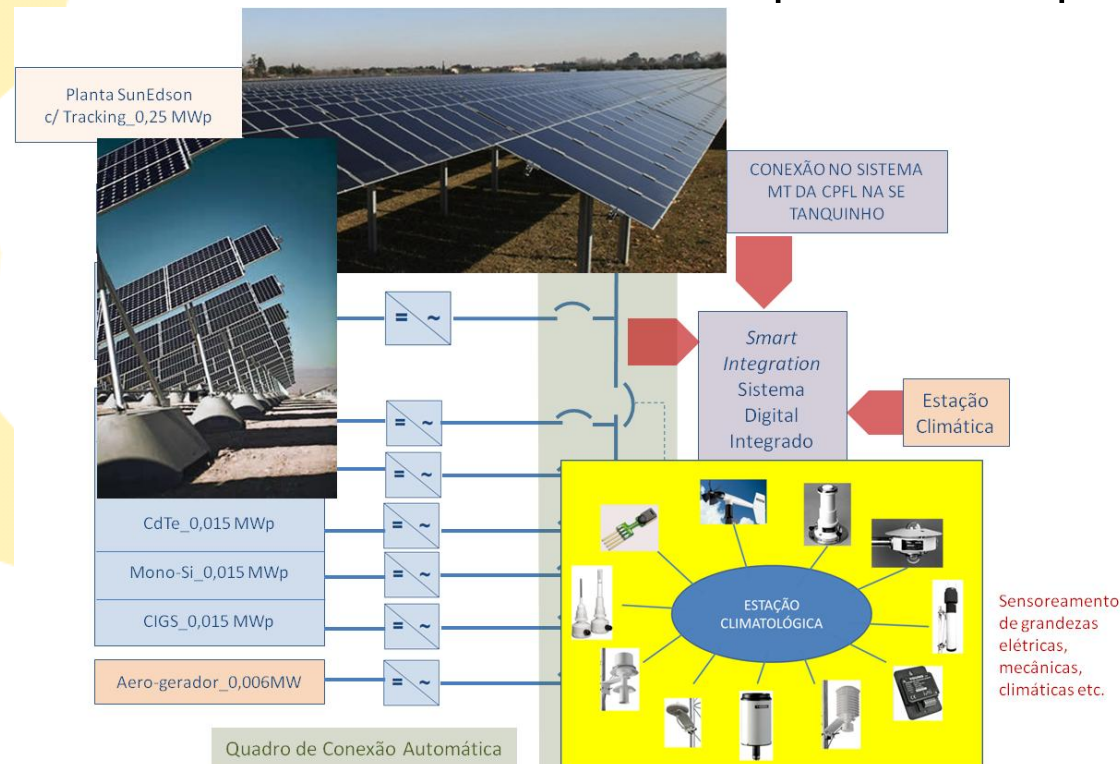 Planta SunEdson
c/ Tracking_0,25 MWp
CONEXÃO NO SISTEMA
MT DA CPFL NA SE
TANQUINHO
= ~
Smart
Integration
Sistema
Digital
Integrado
Estação
Climática
= ~
= ~
CdTe_0,015 MWp
= ~
Mono-Si_0,015 MWp
= ~
CIGS_0,015 MWp
= ~
Aero-gerador_0,006MW
= ~
ESTAÇÃO
CLIMATOLÓGICA
Sensoreamento
de grandezas
elétricas,
mecânicas,
climáticas etc.
Quadro de Conexão Automática